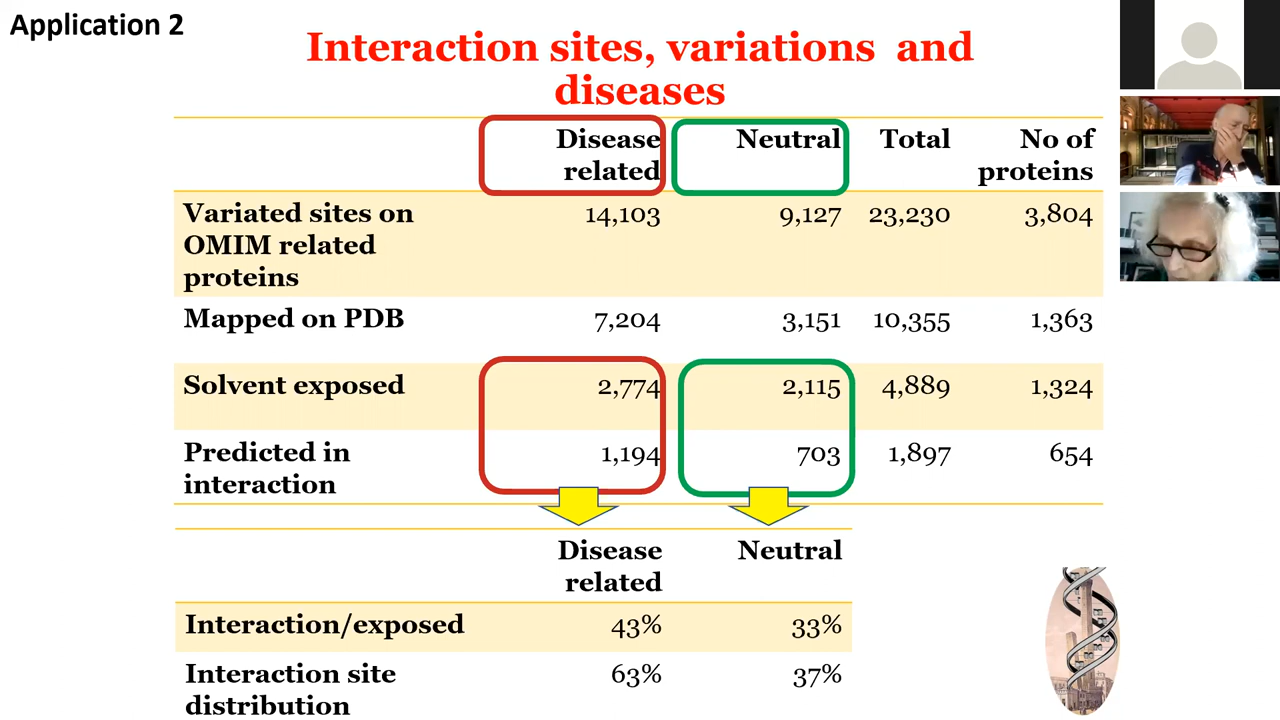 Application 2
Interaction sites, variations and
diseases
Disease related Neutral Total No of proteins
Variated sites on OMIM related proteins 14,103 9,127 23,230 3,804
Mapped on PDB 7,204 3,151 10,355 1,363
Solvent exposed 2,774 2,115 4,889 1,324
Predicted in interaction 1,194 703 1,897 654
Disease related Neutral
Interaction/exposed 43% 33%
Interaction site distribution 63% 37%